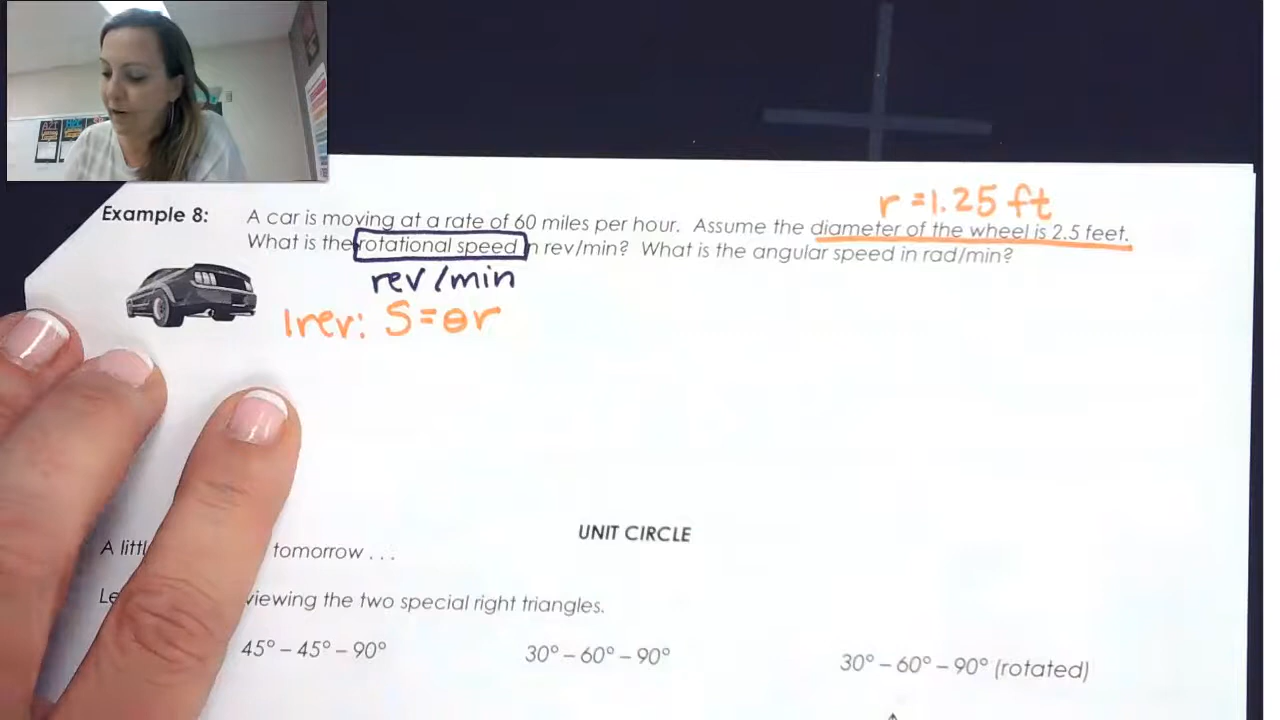 r = 1.25 ft
Example 8: A car is moving at a rate of 60 miles per hour. Assume the diameter of the wheel is 2.5 feet.
What is the rotational speed in rev/min? What is the angular speed in rad/min?
rev/min
1rev: S=θr
UNIT CIRCLE
A tomorrow . . .
viewing the two special right triangles.
45° – 45° – 90° 30° – 60° – 90° 30° – 60° – 90° (rotated)